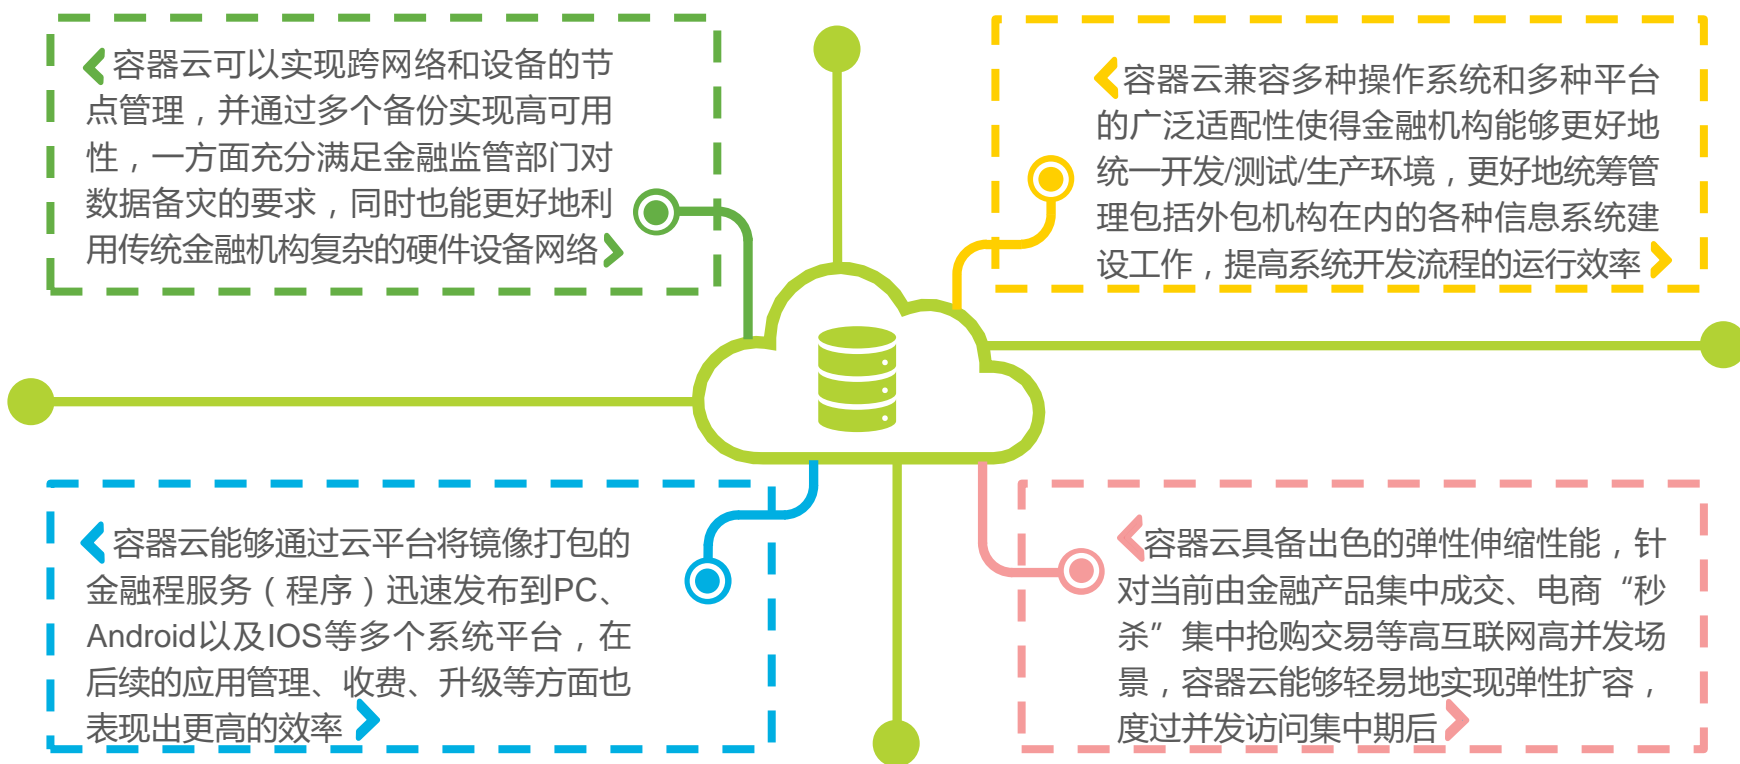 容器云可以实现跨网络和设备的节
点管理，并通过多个备份实现高可用
性，一方面充分满足金融监管部门对
数据备灾的要求，同时也能更好地利
用传统金融机构复杂的硬件设备网络
容器云兼容多种操作系统和多种平台
的广泛适配性使得金融机构能够更好地
统一开发/测试/生产环境，更好地统筹管
理包括外包机构在内的各种信息系统建
设工作，提高系统开发流程的运行效率
容器云能够通过云平台将镜像打包的
金融程服务（程序）迅速发布到PC、
Android以及IOS等多个系统平台，在
后续的应用管理、收费、升级等方面也
表现出更高的效率
容器云具备出色的弹性伸缩性能，针
对当前由金融产品集中成交、电商“秒
杀”集中抢购交易等高互联网高并发场
景，容器云能够轻易地实现弹性扩容，
度过并发访问集中期后